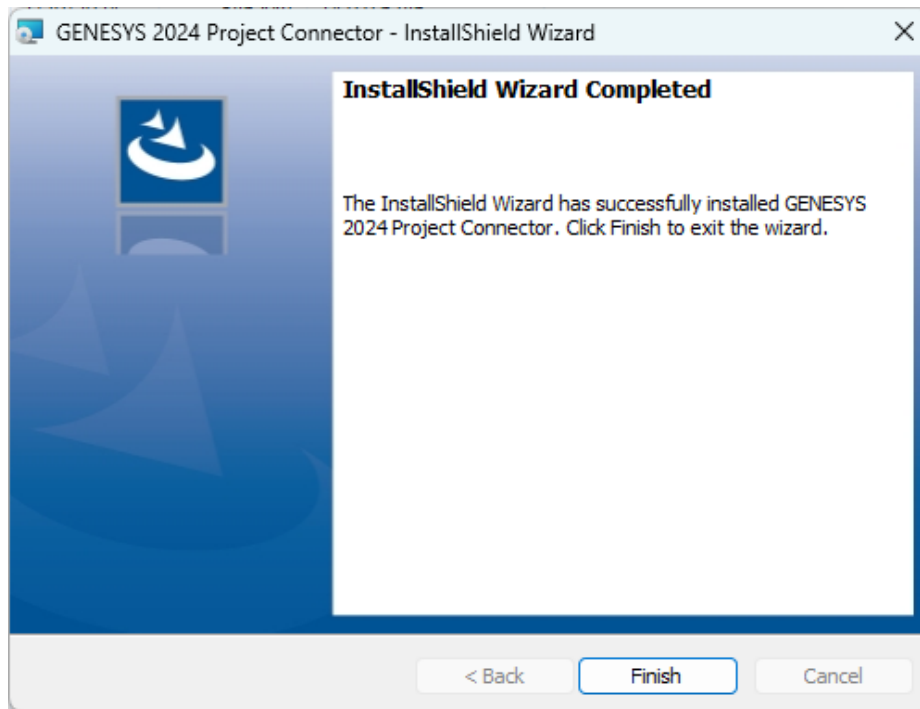 GENESYS 2024 Project Connector - InstallShield Wizard
InstallShield Wizard Completed
The InstallShield Wizard has successfully installed GENESYS
2024 Project Connector. Click Finish to exit the wizard.
< Back
Finish
Cancel